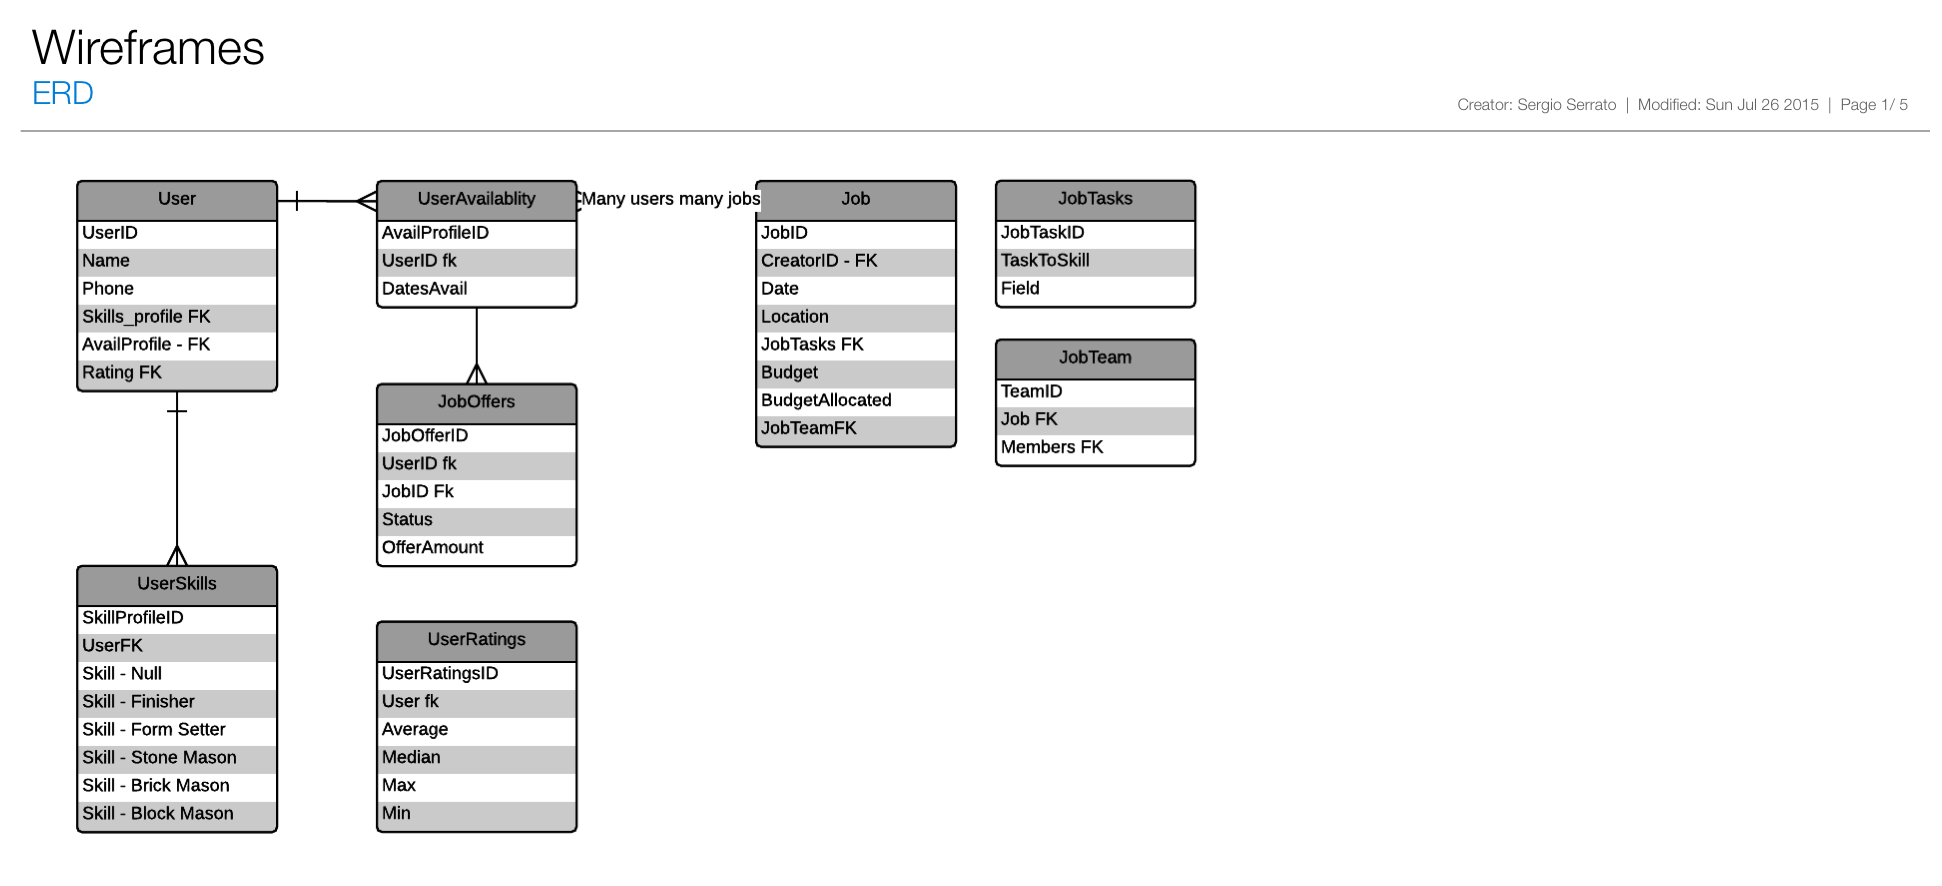 Wireframes
ERD
Creator: Sergio Serrato | Modified: Sun Jul 26 2015 | Page 1/ 5
User
UserID
Name
Phone
Skills_profile FK
AvailProfile - FK
Rating FK
UserAvailablity
AvailProfileID
UserID fk
DatesAvail
Many users many jobs
Job
JobID
CreatorID - FK
Date
Location
JobTasks FK
Budget
BudgetAllocated
JobTeamFK
JobTasks
JobTaskID
TaskToSkill
Field
JobTeam
TeamID
Job FK
Members FK
JobOffers
JobOfferID
UserID fk
JobID Fk
Status
OfferAmount
UserSkills
SkillProfileID
UserFK
Skill - Null
Skill - Finisher
Skill - Form Setter
Skill - Stone Mason
Skill - Brick Mason
Skill - Block Mason
UserRatings
UserRatingsID
User fk
Average
Median
Max
Min